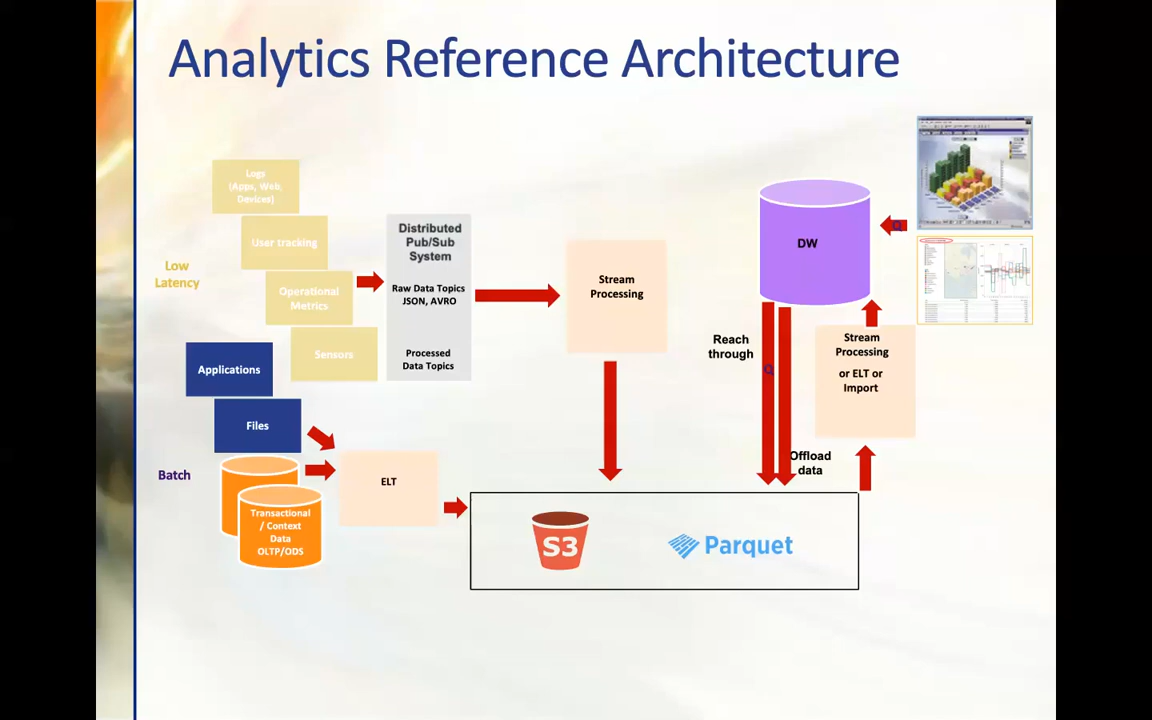 Analytics Reference Architecture
Logs
(Apps, Web,
Devices)
User tracking
Operational
Metrics
Sensors
Low
Latency
Applications
Files
Batch
Transactional
/ Context
Data
OLTP/ODS
Distributed
Pub/Sub
System
Raw Data Topics
JSON, AVRO
Processed
Data Topics
ELT
Stream
Processing
S3
Parquet
DW
Reach
through
Offload
data
Stream
Processing
or ELT or
Import